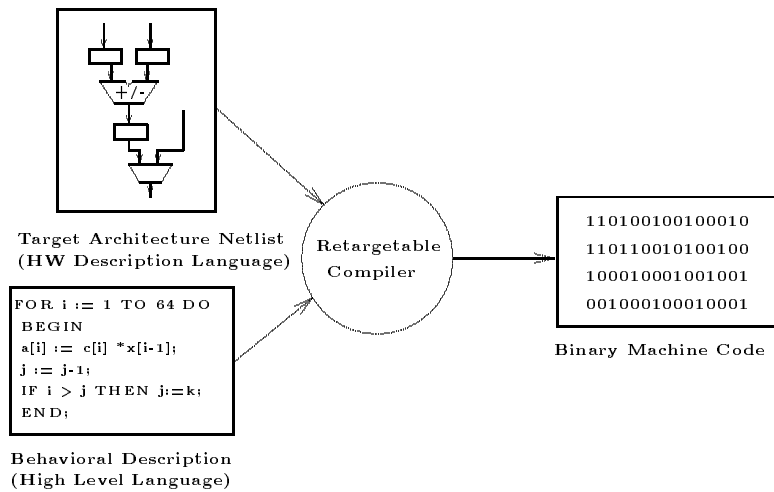 +/-
Target Architecture Netlist
(HW Description Language)
FOR i := 1 TO 64 DO
BEGIN
a[i] := c[i] *x[i-1];
j := j-1;
IF i > j THEN j:=k;
END;
Behavioral Description
(High Level Language)
Retargetable
Compiler
110100100100010
110110010100100
100010001001001
001000100010001
Binary Machine Code